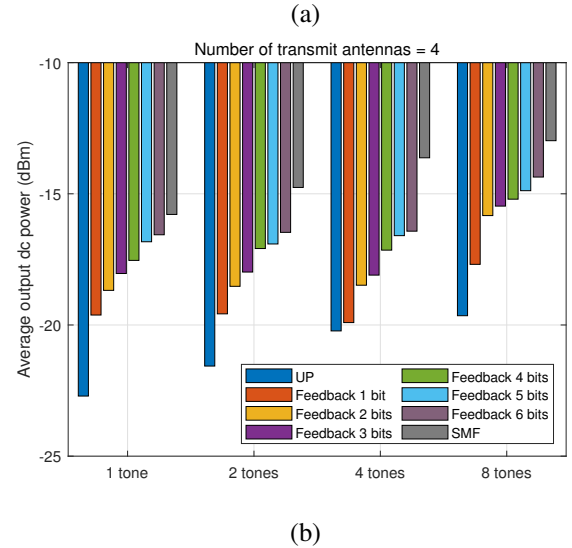 (a)
Number of transmit antennas = 4
-10
-15
-20
-25
Average output dc power (dBm)
UP
Feedback 1 bit
Feedback 2 bits
Feedback 3 bits
Feedback 4 bits
Feedback 5 bits
Feedback 6 bits
SMF
1 tone 2 tones 4 tones 8 tones
(b)